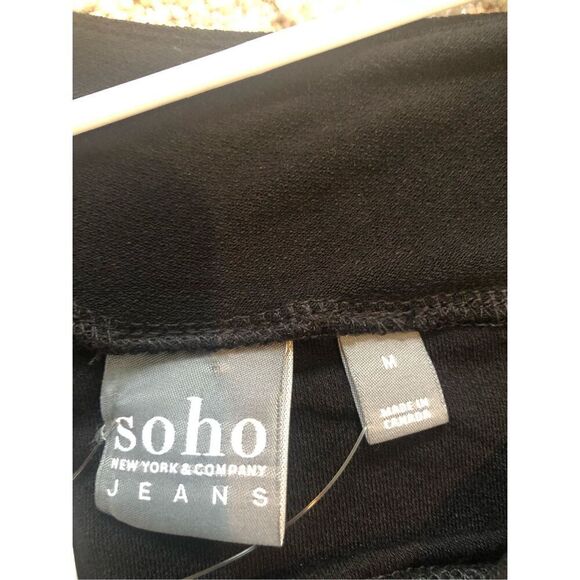 soho
NEW YORK & COMPANY
JEANS
M
MADE IN
CANADA